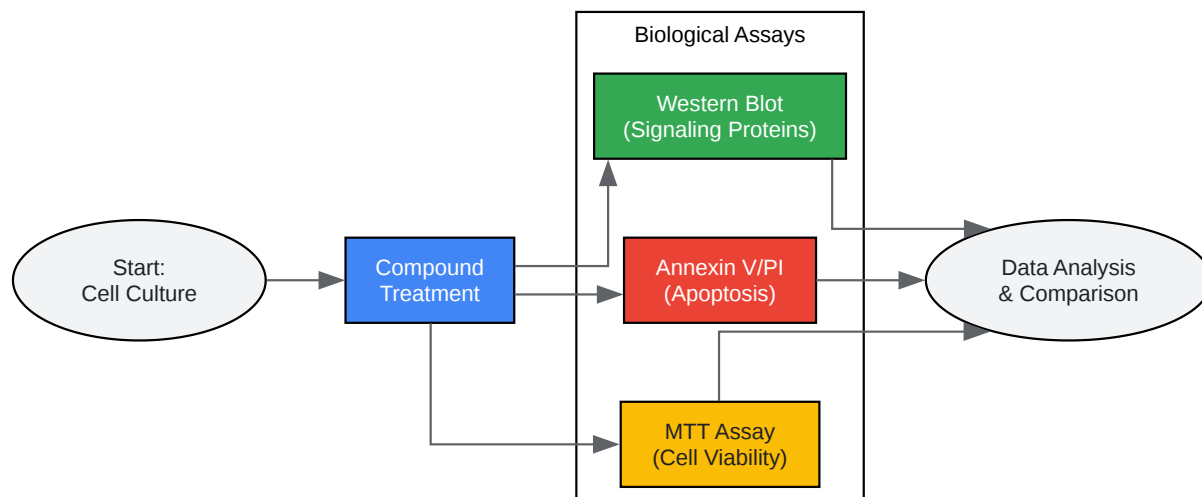 Biological Assays
Western Blot
(Signaling Proteins)
Start:
Cell Culture
Compound
Treatment
Annexin V/PI
(Apoptosis)
Data Analysis
& Comparison
MTT Assay
(Cell Viability)